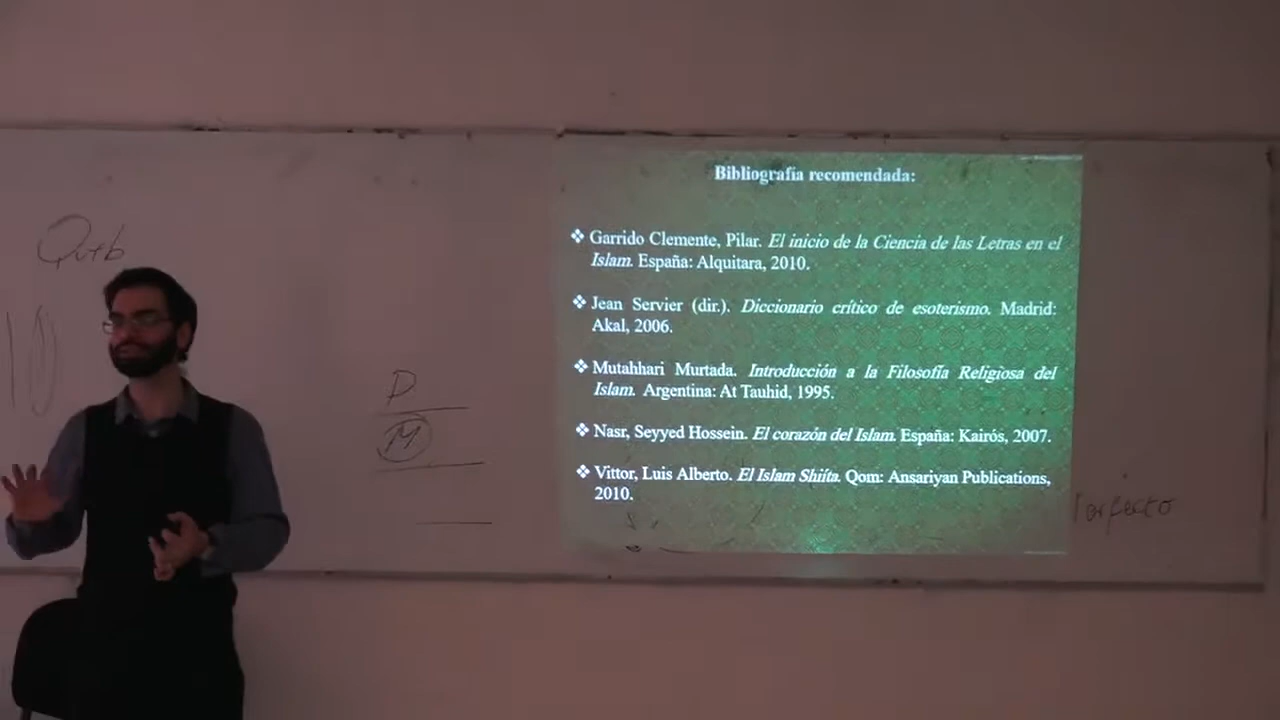 Bibliografía recomendada:
❖ Garrido Clemente, Pilar. El inicio de la Ciencia de las Letras en el
Islam. España: Alquitara, 2010.
❖ Jean Servier (dir.). Diccionario crítico de esoterismo. Madrid:
Akal, 2006.
❖ Mutahhari Murtada. Introducción a la Filosofía Religiosa del
Islam. Argentina: At Tauhid, 1995.
❖ Nasr, Seyyed Hossein. El corazón del Islam. España: Kairós, 2007.
❖ Vittor, Luis Alberto. El Islam Shiíta. Qom: Ansariyan Publications,
2010.
Qutb
10
D
M
Perfecto